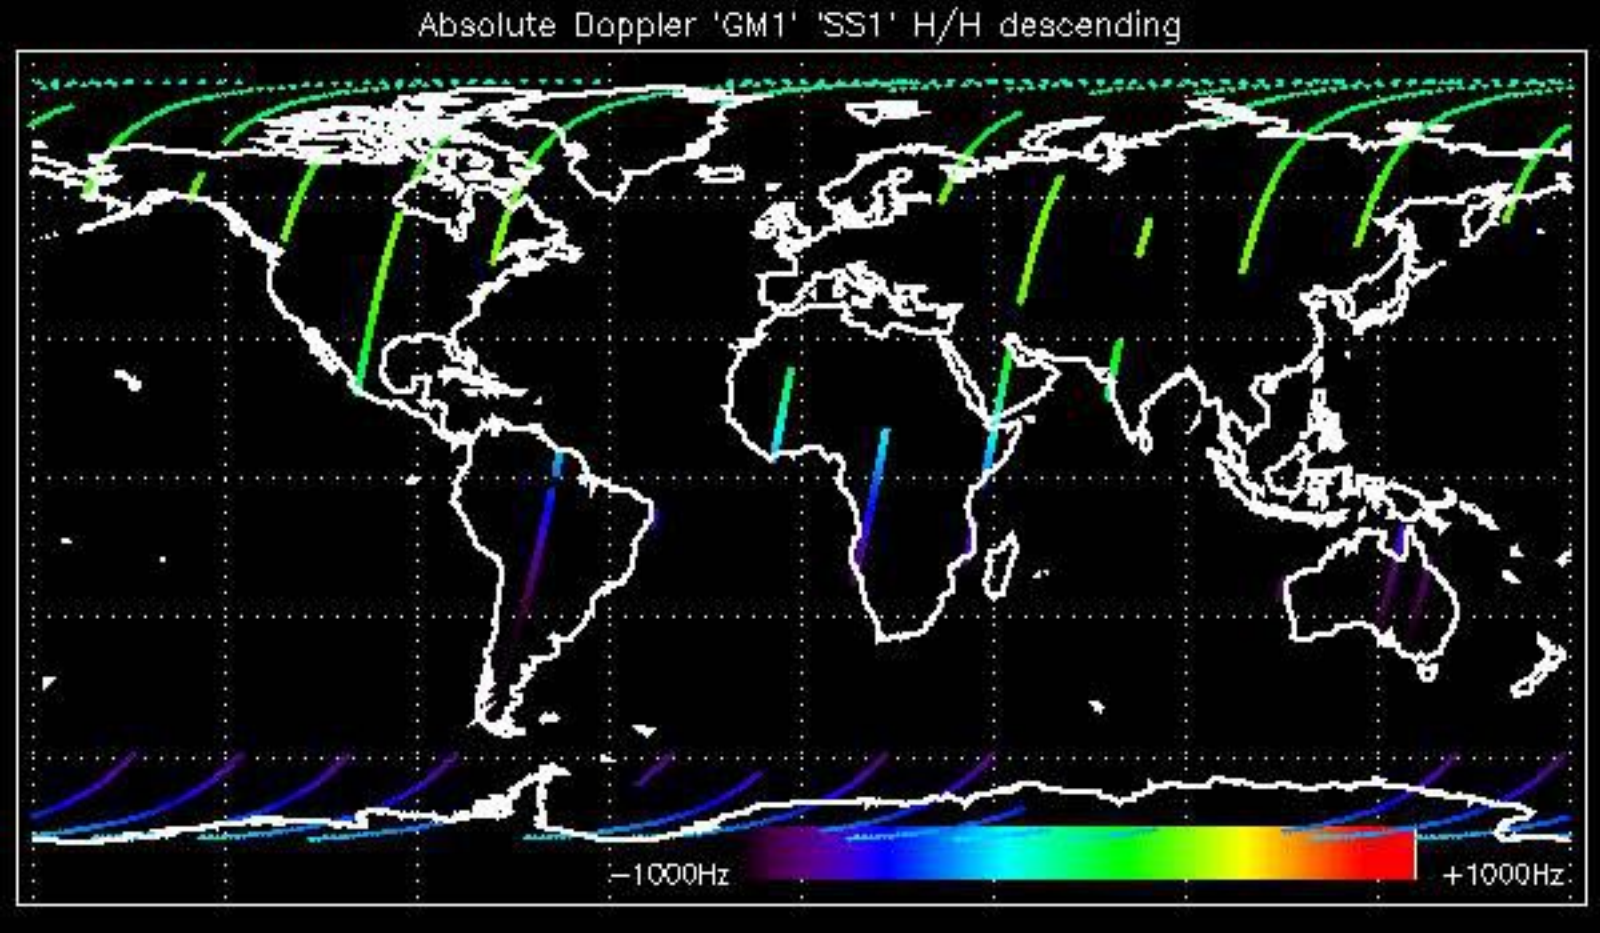 Absolute Doppler 'GM1' 'SS1' H/H descending
-1000Hz +1000Hz